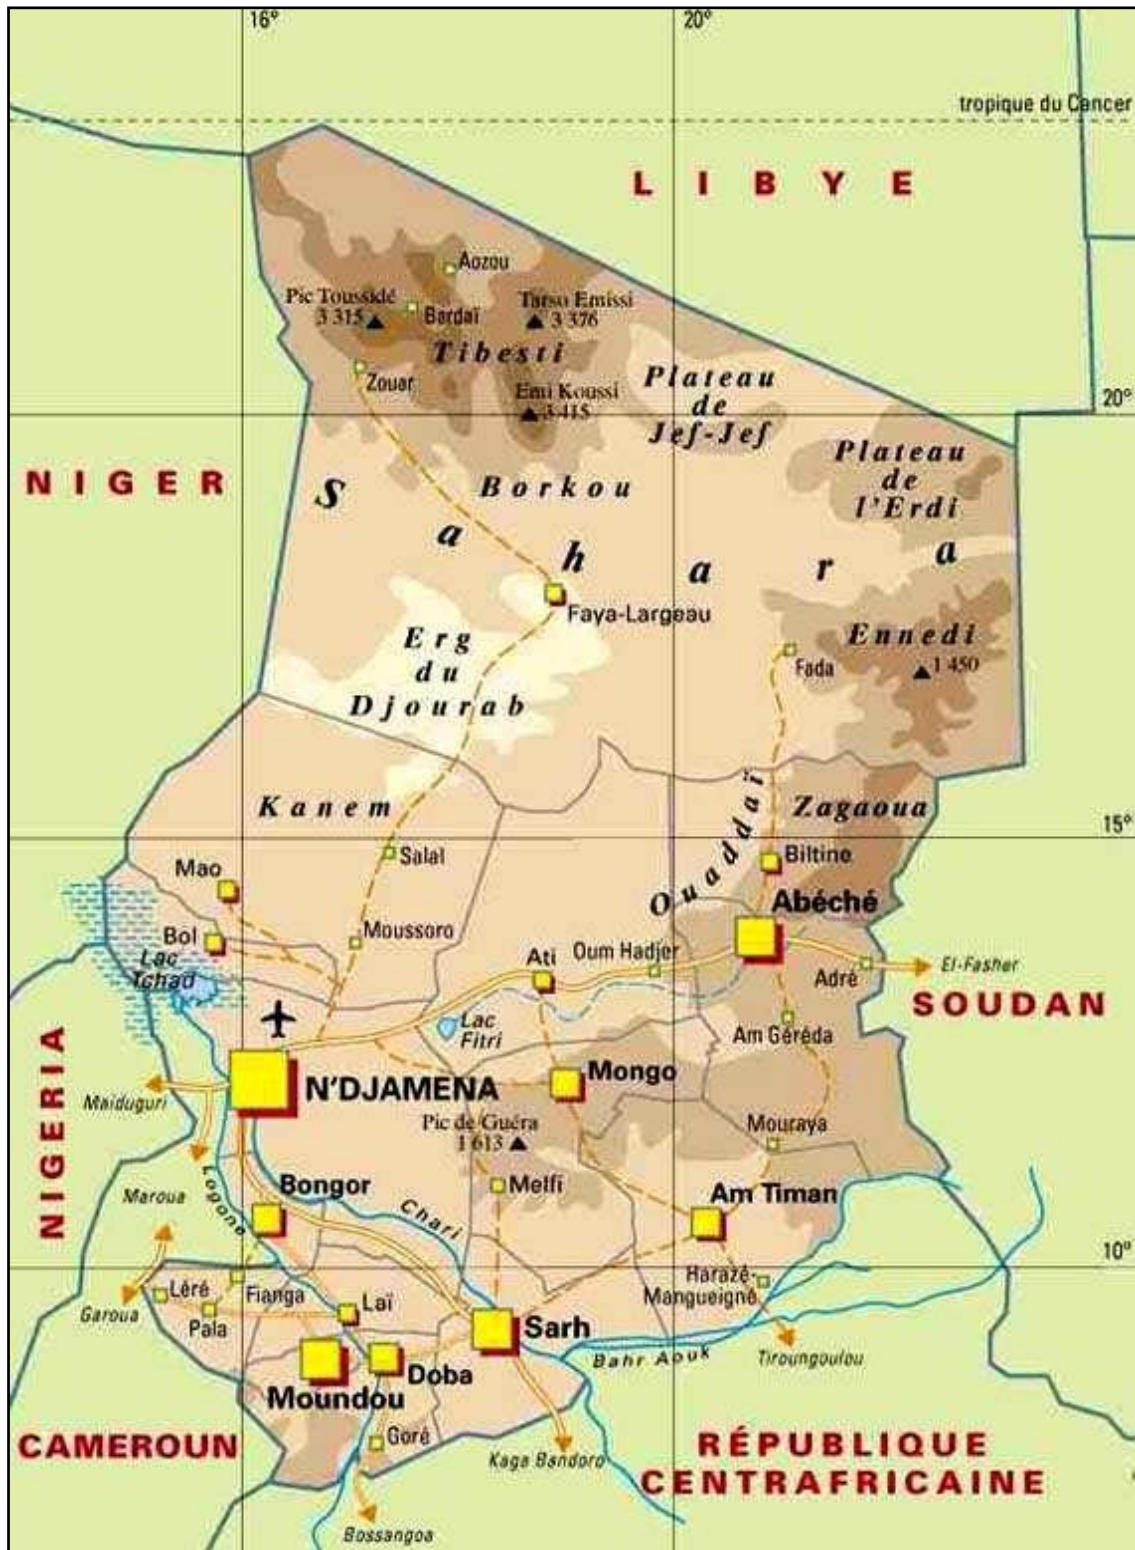 16°
20°
tropique du Cancer
LIBYE
Aozou
Pic Toussidé
3 315
Bardaï
Tarso Emissi
3 376
Tibesti
Zouar
Emi Koussi
3 415
Plateau
de
Jef-Jef
20°
NIGER
Sahara
Borkou
Plateau
de
l'Erdi
Faya-Largeau
Erg
du
Djourab
Ennedi
1 450
Fada
Kanem
Ouaddaï
Zagaoua
15°
Salal
Biltine
Mao
Abéché
Bol
Moussoro
Lac
Tchad
Ati
Oum Hadjer
Adré
El-Fasher
SOUDAN
Lac
Fitri
Am Géréda
NIGERIA
N'DJAMENA
Mongo
Maiduguri
Pic de Guéra
1 613
Mouraya
Maroua
Logone
Bongor
Chari
Melfi
Am Timan
10°
Léré
Fianga
Harazé-
Mangueigne
Garoua
Pala
Laï
Sarh
Bahr Aouk
Tiroungoulou
Moundou
Doba
CAMEROUN
Goré
Kaga Bandoro
RÉPUBLIQUE
CENTRAFRICAINE
Bossangoa